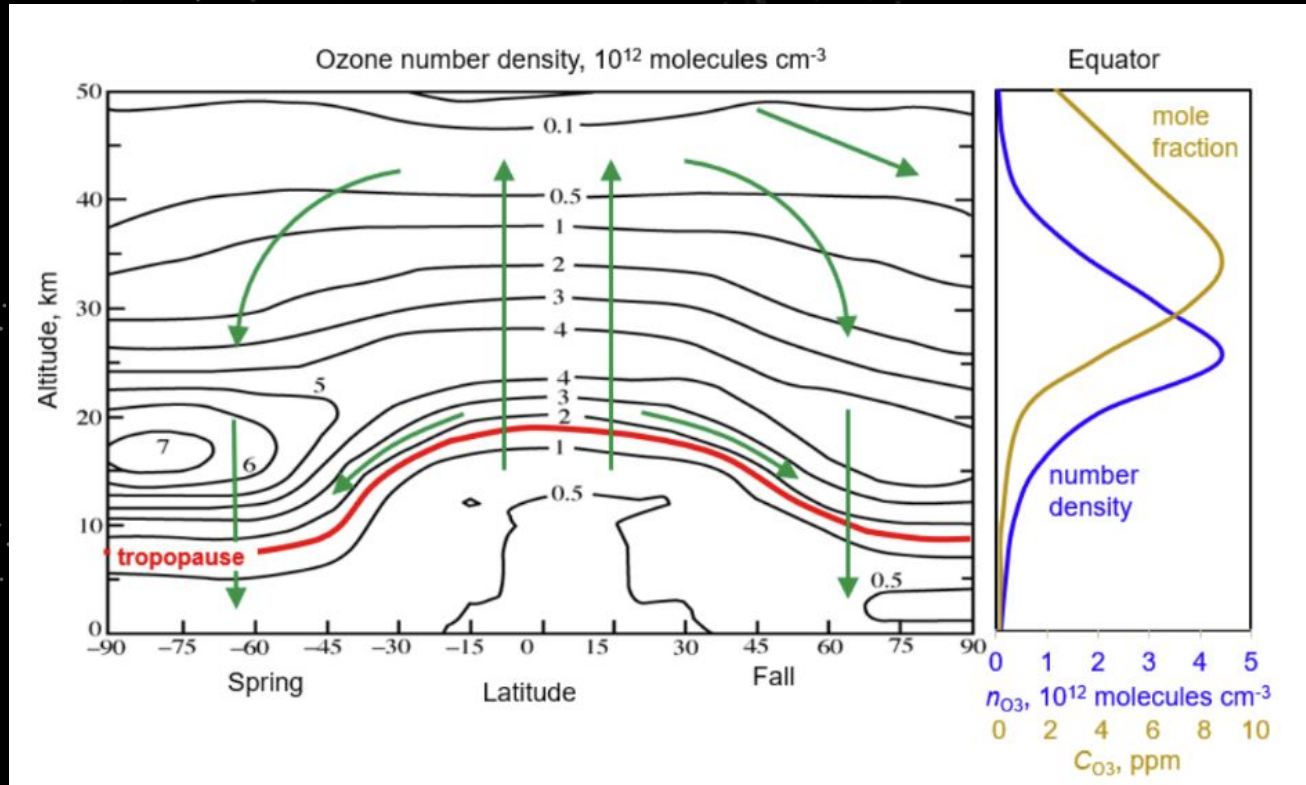 Ozone number density, 10¹² molecules cm⁻³
Equator
50
40
30
20
10
0
Altitude, km
0.1
0.5
1
2
3
4
4
3
2
1
0.5
5
6
7
0.5
tropopause
–90 –75 –60 –45 –30 –15 0 15 30 45 60 75 90
Spring
Latitude
Fall
mole
fraction
number
density
0 1 2 3 4 5
nO3, 10¹² molecules cm⁻³
0 2 4 6 8 10
CO3, ppm